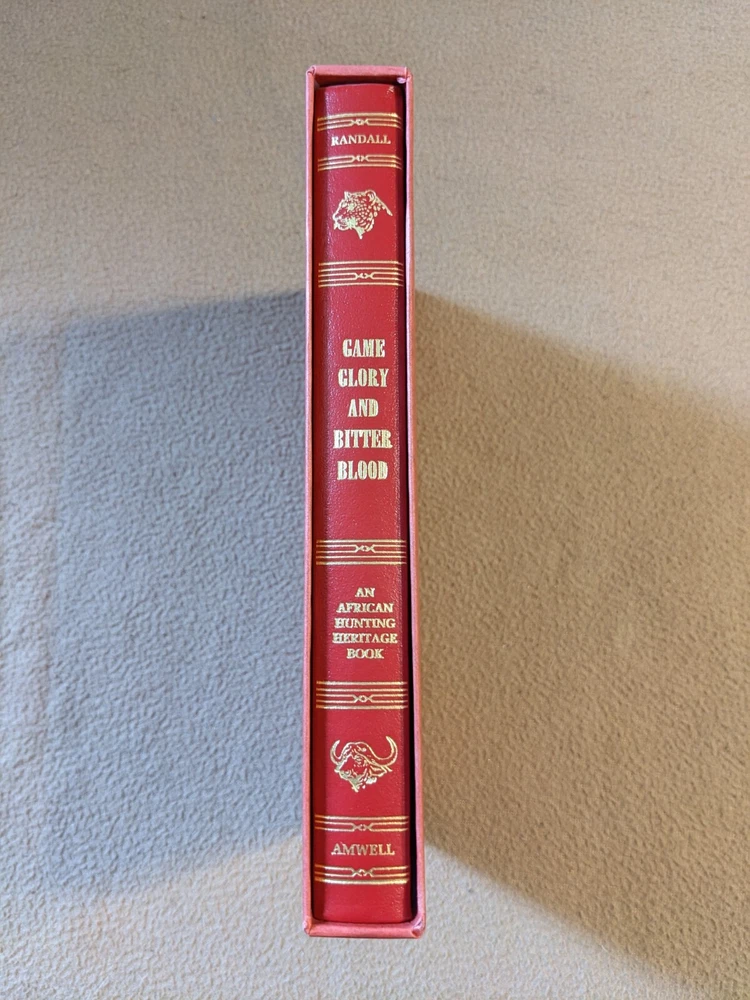 RANDALL
GAME
GLORY
AND
BITTER
BLOOD
AN
AFRICAN
HUNTING
HERITAGE
BOOK
AMWELL